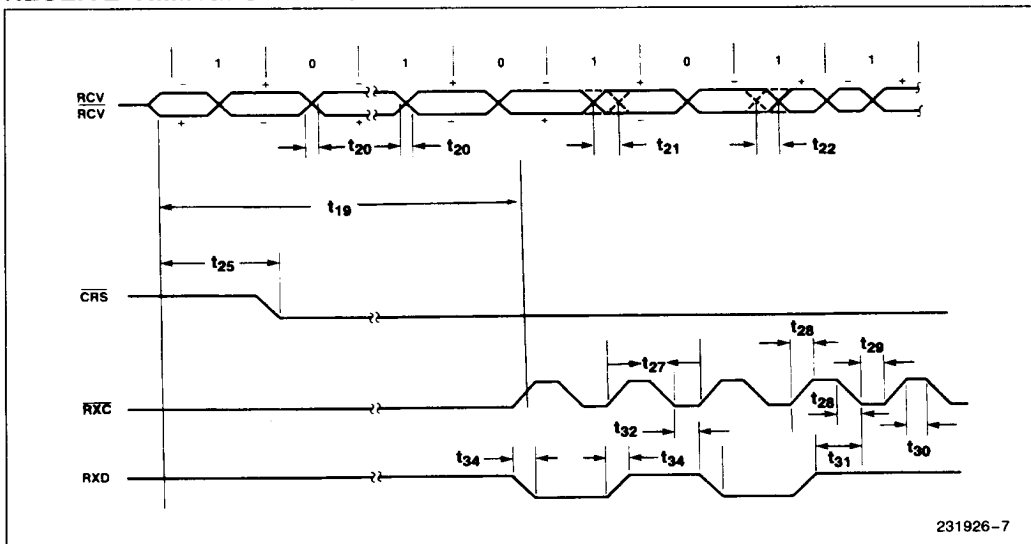 1 0 1 0 1 0 1 1
- + - + - + - + - +
RCV
RCV
+ - + - + -
t20 t20 t21 t22
t19
t25
CRS
t28
t29
t27
RXC
t28
t32
t30
t34 t34 t31
RXD
231926-7